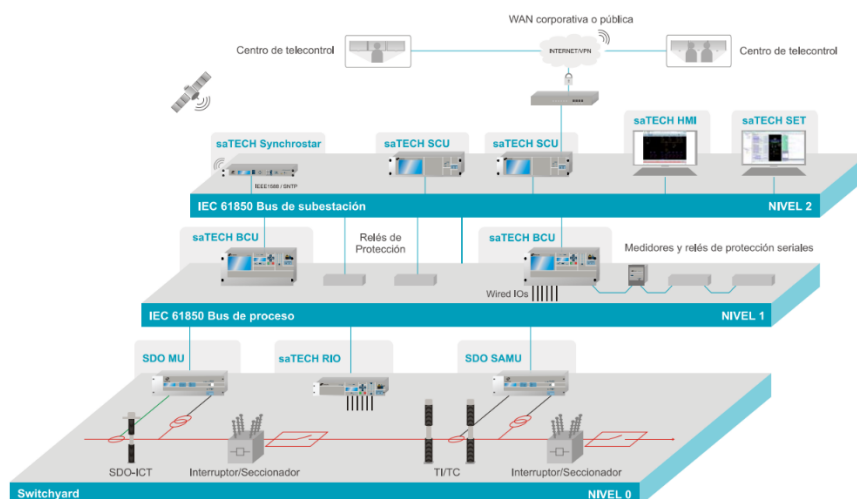 WAN corporativa o pública
Centro de telecontrol
INTERNET/VPN
Centro de telecontrol
saTECH Synchrostar
saTECH SCU
saTECH SCU
saTECH HMI
saTECH SET
IEEE1588 / SNTP
IEC 61850 Bus de subestación
NIVEL 2
saTECH BCU
Relés de
Protección
saTECH BCU
Medidores y relés de protección seriales
Wired IOs
IEC 61850 Bus de proceso
NIVEL 1
SDO MU
saTECH RIO
SDO SAMU
SDO-ICT
Interruptor/Seccionador
TI/TC
Interruptor/Seccionador
Switchyard
NIVEL 0